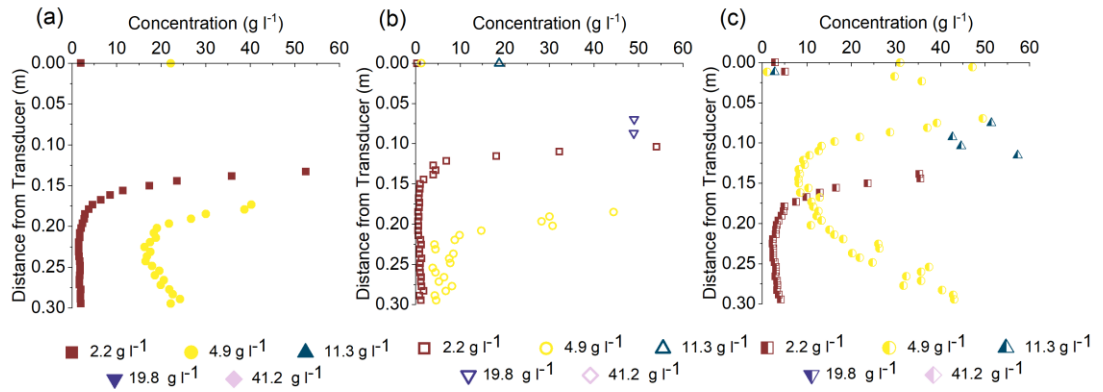 (a) Concentration (g l⁻¹)
0 10 20 30 40 50 60
Distance from Transducer (m)
0.00
0.05
0.10
0.15
0.20
0.25
0.30
2.2 g l⁻¹ 4.9 g l⁻¹ 11.3 g l⁻¹
19.8 g l⁻¹ 41.2 g l⁻¹
(b) Concentration (g l⁻¹)
0 10 20 30 40 50 60
Distance from Transducer (m)
0.00
0.05
0.10
0.15
0.20
0.25
0.30
2.2 g l⁻¹ 4.9 g l⁻¹ 11.3 g l⁻¹
19.8 g l⁻¹ 41.2 g l⁻¹
(c) Concentration (g l⁻¹)
0 10 20 30 40 50 60
Distance from Transducer (m)
0.00
0.05
0.10
0.15
0.20
0.25
0.30
2.2 g l⁻¹ 4.9 g l⁻¹ 11.3 g l⁻¹
19.8 g l⁻¹ 41.2 g l⁻¹